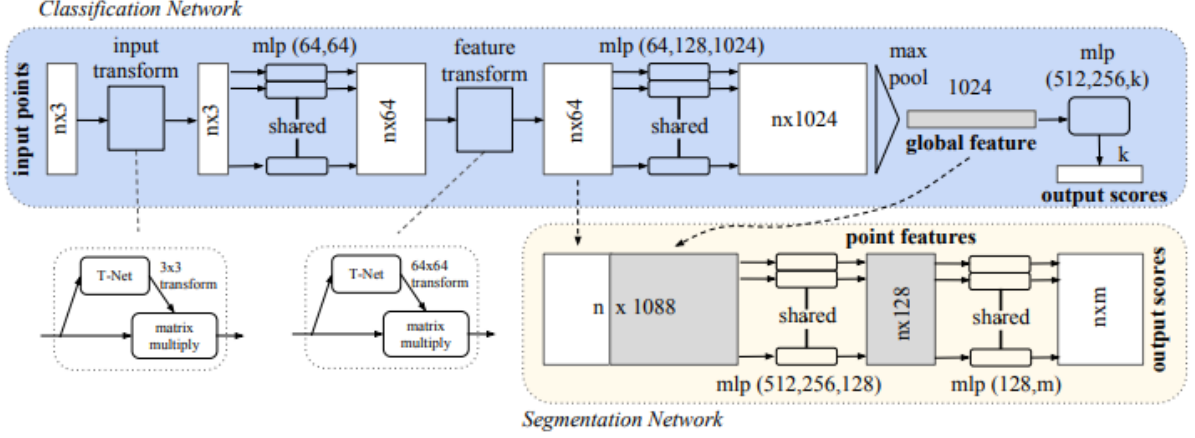 Classification Network
input points
nx3
input
transform
nx3
mlp (64,64)
shared
nx64
feature
transform
nx64
mlp (64,128,1024)
shared
nx1024
max
pool
1024
global feature
mlp
(512,256,k)
k
output scores
T-Net
3x3
transform
matrix
multiply
T-Net
64x64
transform
matrix
multiply
point features
n x 1088
shared
mlp (512,256,128)
nx128
shared
mlp (128,m)
nxm
output scores
Segmentation Network